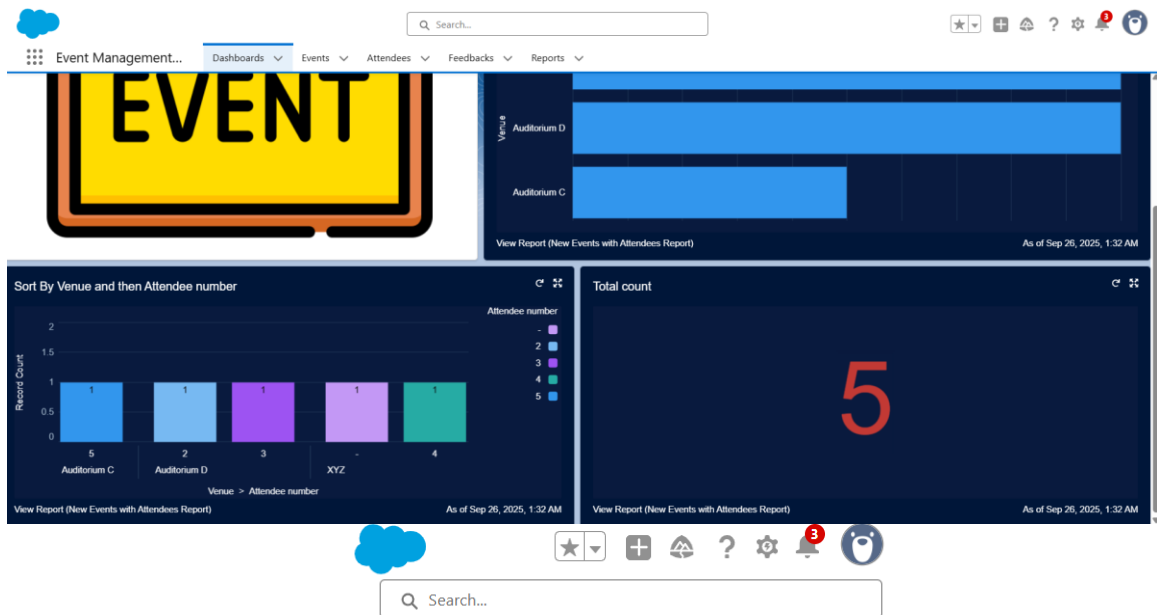 Search...
3
Event Management...
Dashboards
Events
Attendees
Feedbacks
Reports
EVENT
Venue
Auditorium D
Auditorium C
View Report (New Events with Attendees Report)
As of Sep 26, 2025, 1:32 AM
Sort By Venue and then Attendee number
Attendee number
-
2
3
4
5
Record Count
2
1.5
1
0.5
0
1 1 1 1 1
5 2 3 - 4
Auditorium C Auditorium D XYZ
Venue > Attendee number
View Report (New Events with Attendees Report)
As of Sep 26, 2025, 1:32 AM
Total count
5
View Report (New Events with Attendees Report)
As of Sep 26, 2025, 1:32 AM
3
Search...